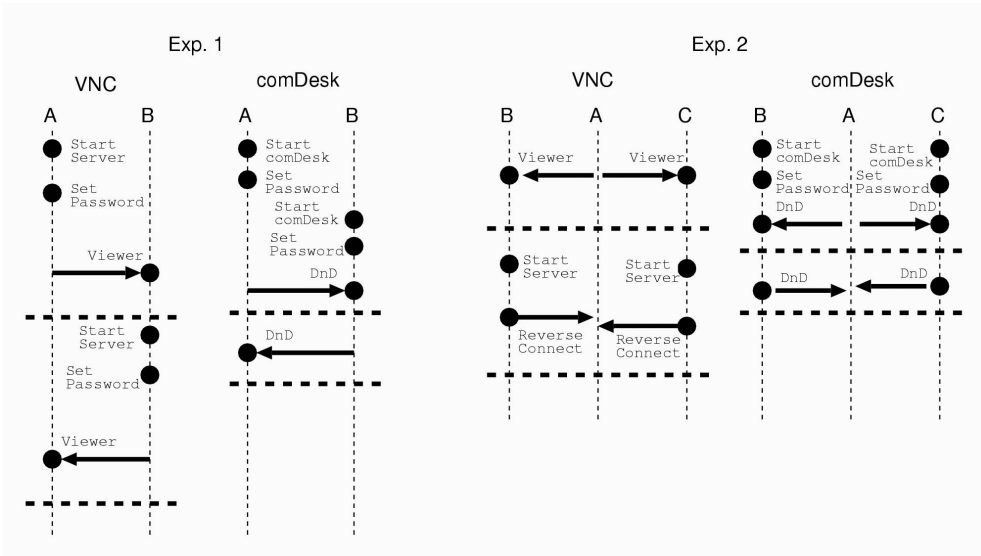 Exp. 1
VNC
A
B
Start
Server
Set
Password
Viewer
Start
Server
Set
Password
Viewer
comDesk
A
B
Start
comDesk
Set
Password
Start
comDesk
Set
Password
DnD
DnD
Exp. 2
VNC
B
A
C
Viewer
Viewer
Start
Server
Start
Server
Reverse
Connect
Reverse
Connect
comDesk
B
A
C
Start
comDesk
Start
comDesk
Set
Password
Set
Password
DnD
DnD
DnD
DnD